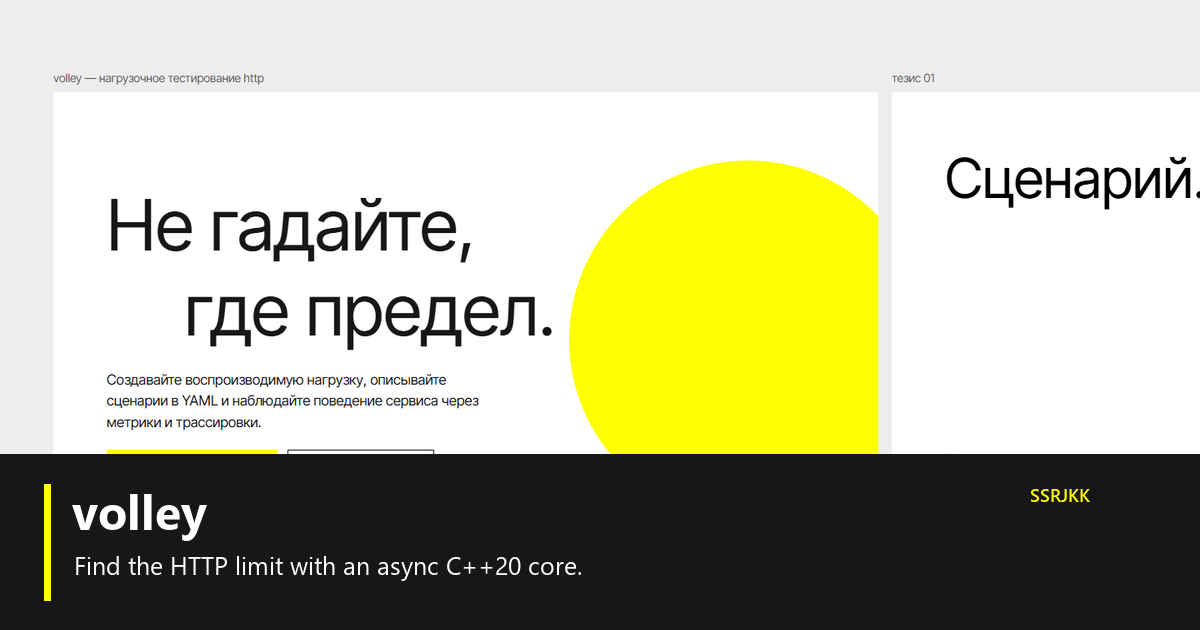 volley — нагрузочное тестирование http
тезис 01
Не гадайте,
где предел.
Сценарий.
Создавайте воспроизводимую нагрузку, описывайте
сценарии в YAML и наблюдайте поведение сервиса через
метрики и трассировки.
volley
SSRJKK
Find the HTTP limit with an async C++20 core.